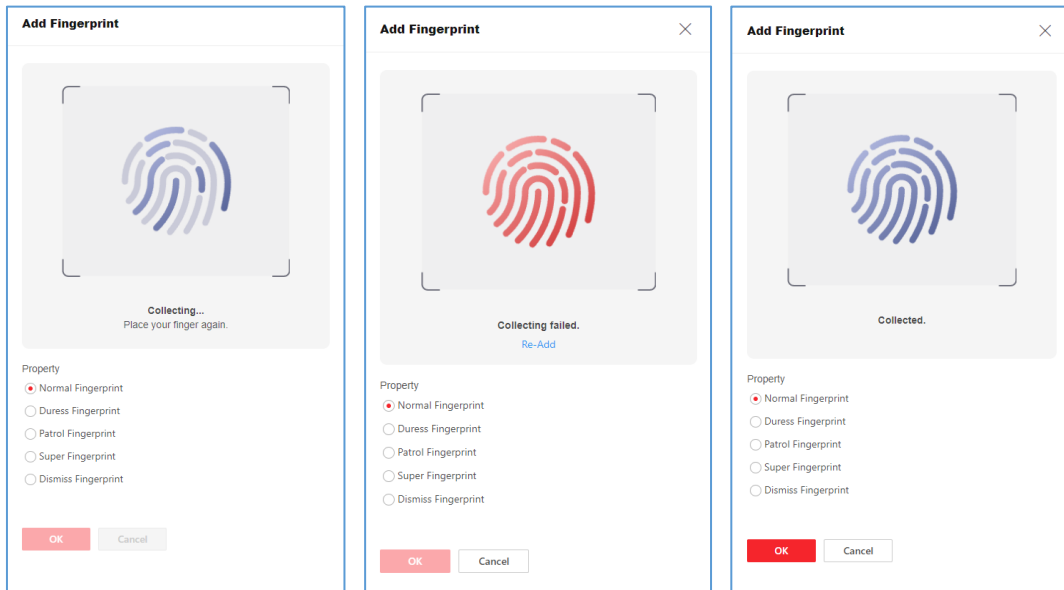 Add Fingerprint
Collecting...
Place your finger again.
Property
Normal Fingerprint
Duress Fingerprint
Patrol Fingerprint
Super Fingerprint
Dismiss Fingerprint
OK
Cancel
Add Fingerprint
Collecting failed.
Re-Add
Property
Normal Fingerprint
Duress Fingerprint
Patrol Fingerprint
Super Fingerprint
Dismiss Fingerprint
OK
Cancel
Add Fingerprint
Collected.
Property
Normal Fingerprint
Duress Fingerprint
Patrol Fingerprint
Super Fingerprint
Dismiss Fingerprint
OK
Cancel